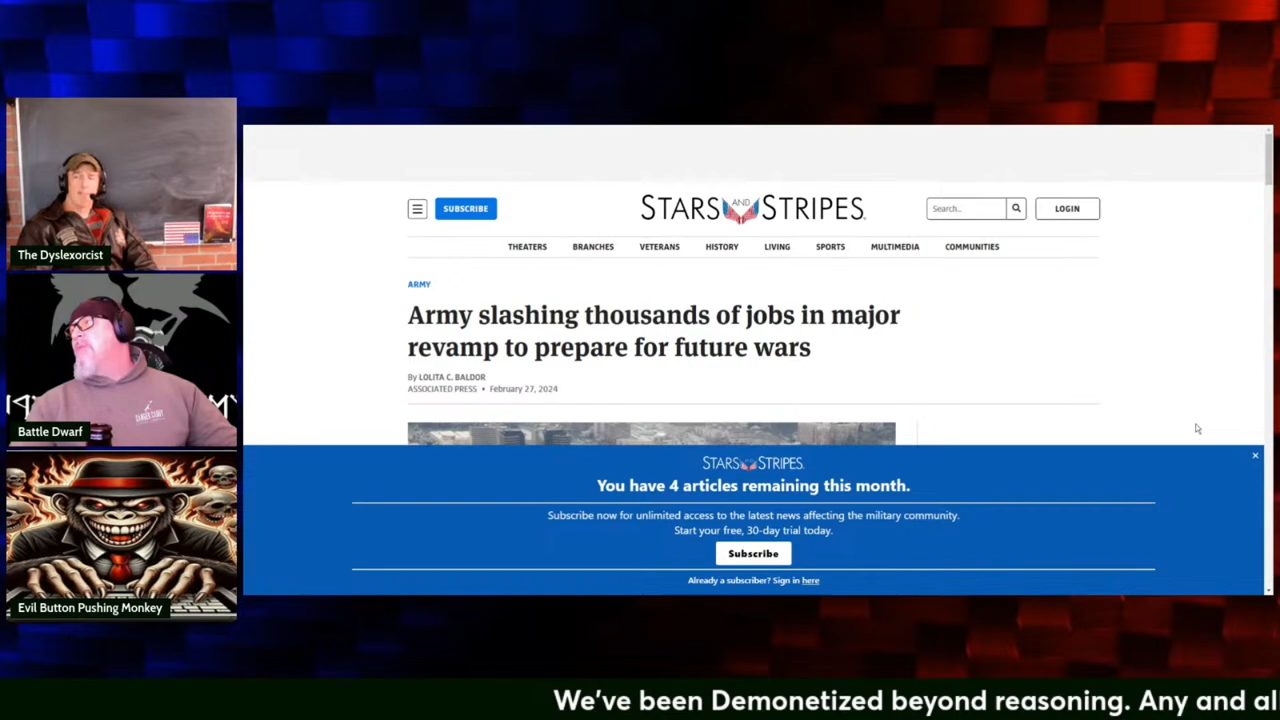 The Dyslexorcist
Battle Dwarf
Evil Button Pushing Monkey
SUBSCRIBE
STARS AND STRIPES.
Search...
LOGIN
THEATERS BRANCHES VETERANS HISTORY LIVING SPORTS MULTIMEDIA COMMUNITIES
ARMY
Army slashing thousands of jobs in major
revamp to prepare for future wars
By LOLITA C. BALDOR
ASSOCIATED PRESS • February 27, 2024
STARS AND STRIPES.
You have 4 articles remaining this month.
Subscribe now for unlimited access to the latest news affecting the military community.
Start your free, 30-day trial today.
Subscribe
Already a subscriber? Sign in here
We've been Demonetized beyond reasoning. Any and al